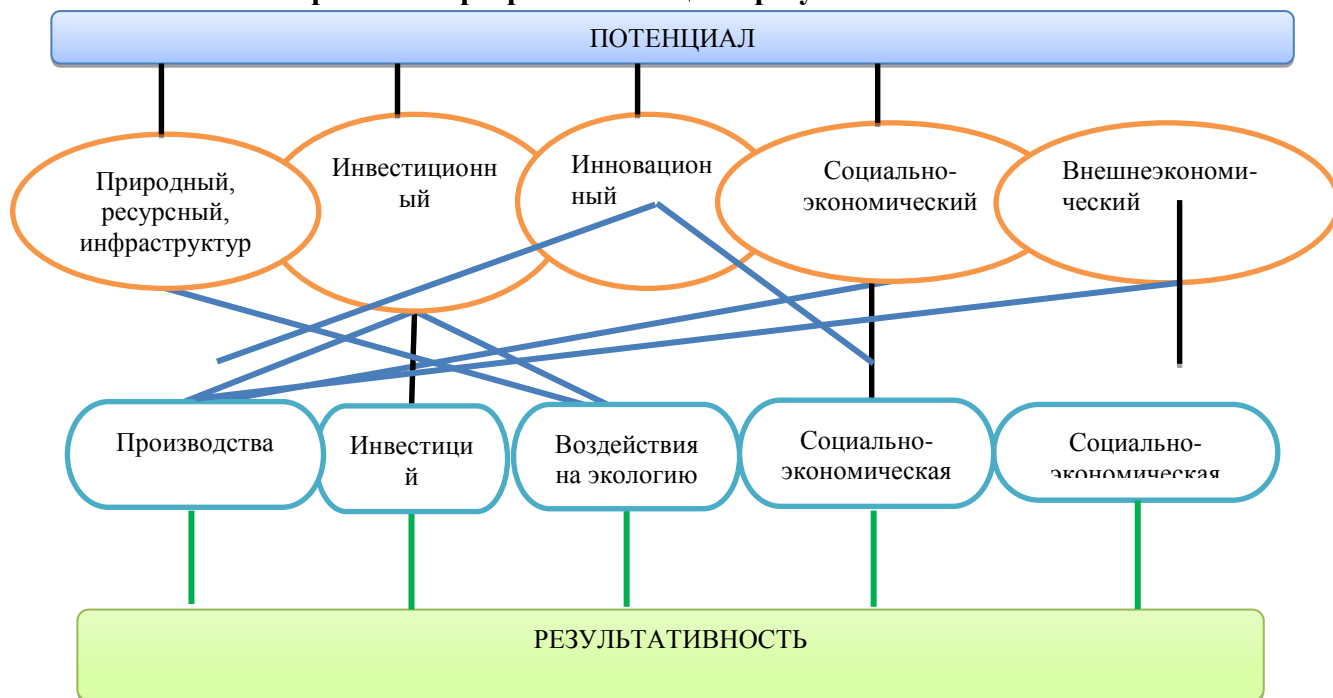 ПОТЕНЦИАЛ
Природный,
ресурсный,
инфраструктур
Инвестиционн
ый
Инновацион
ный
Социально-
экономический
Внешнеэкономи-
ческий
Производства
Инвестици
й
Воздействия
на экологию
Социально-
экономическая
Социально-
экономическая
РЕЗУЛЬТАТИВНОСТЬ